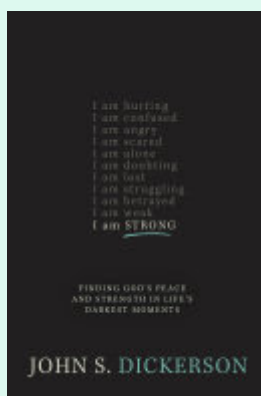 I am hurting
I am confused
I am angry
I am scared
I am alone
I am doubting
I am lost
I am struggling
I am betrayed
I am weak
I am STRONG
FINDING GOD'S PEACE
AND STRENGTH IN LIFE'S
DARKEST MOMENTS
JOHN S. DICKERSON